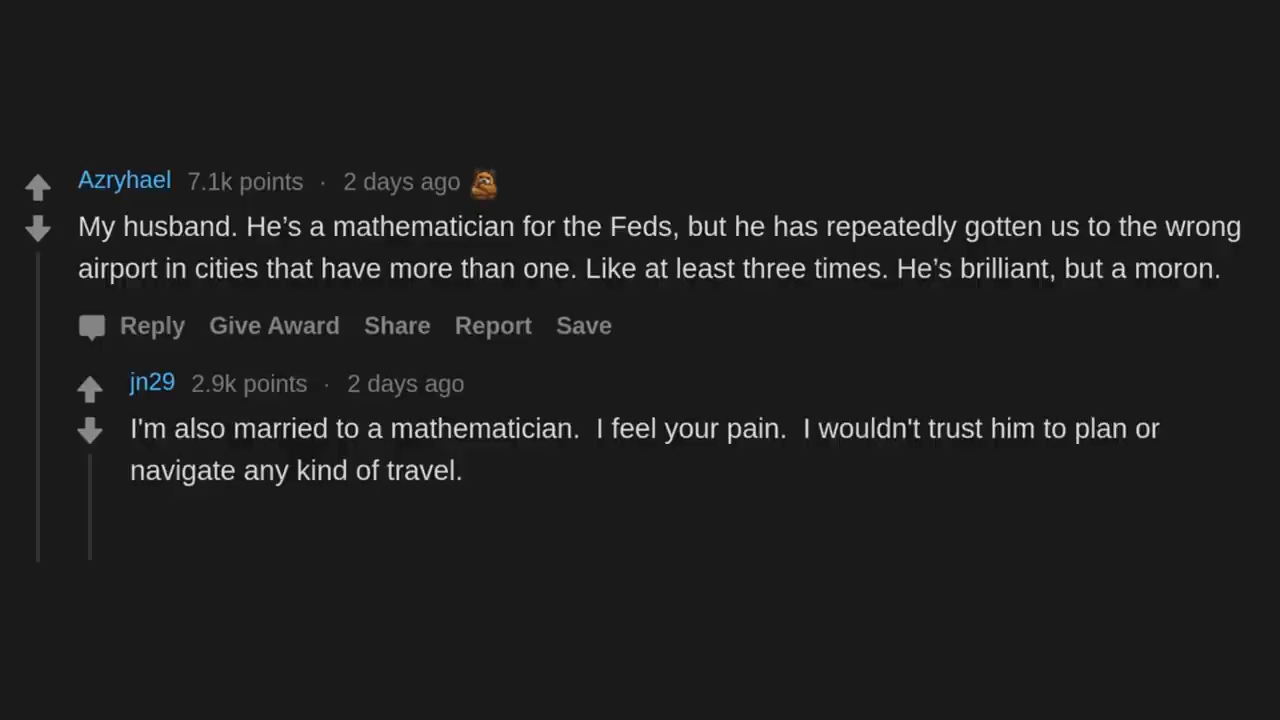 Azryhael 7.1k points · 2 days ago
My husband. He’s a mathematician for the Feds, but he has repeatedly gotten us to the wrong
airport in cities that have more than one. Like at least three times. He’s brilliant, but a moron.
Reply Give Award Share Report Save
jn29 2.9k points · 2 days ago
I'm also married to a mathematician.  I feel your pain.  I wouldn't trust him to plan or
navigate any kind of travel.